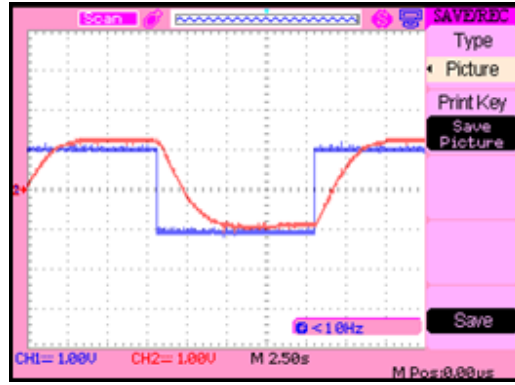 Scan
SAVE/REC
Type
Picture
Print Key
Save
Picture
2
<10Hz
Save
CH1= 1.00V CH2= 1.00V M 2.50s
M Pos:0.00μs